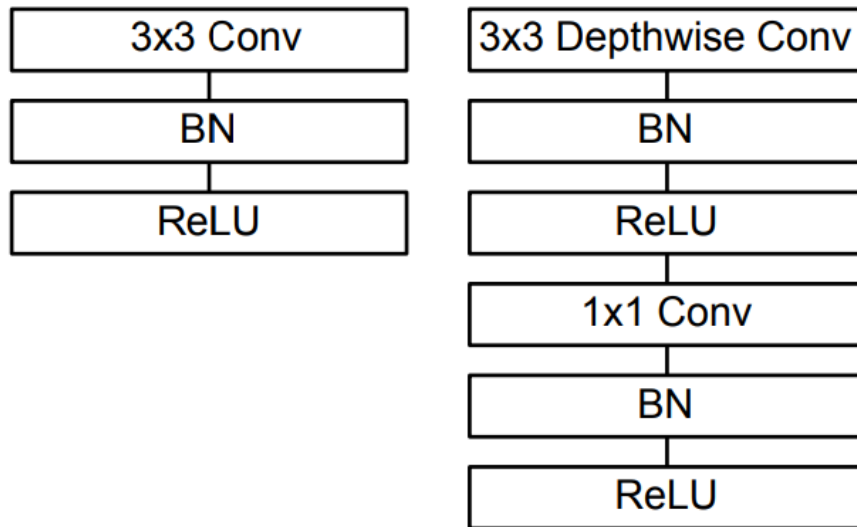 3x3 Conv
BN
ReLU
3x3 Depthwise Conv
BN
ReLU
1x1 Conv
BN
ReLU